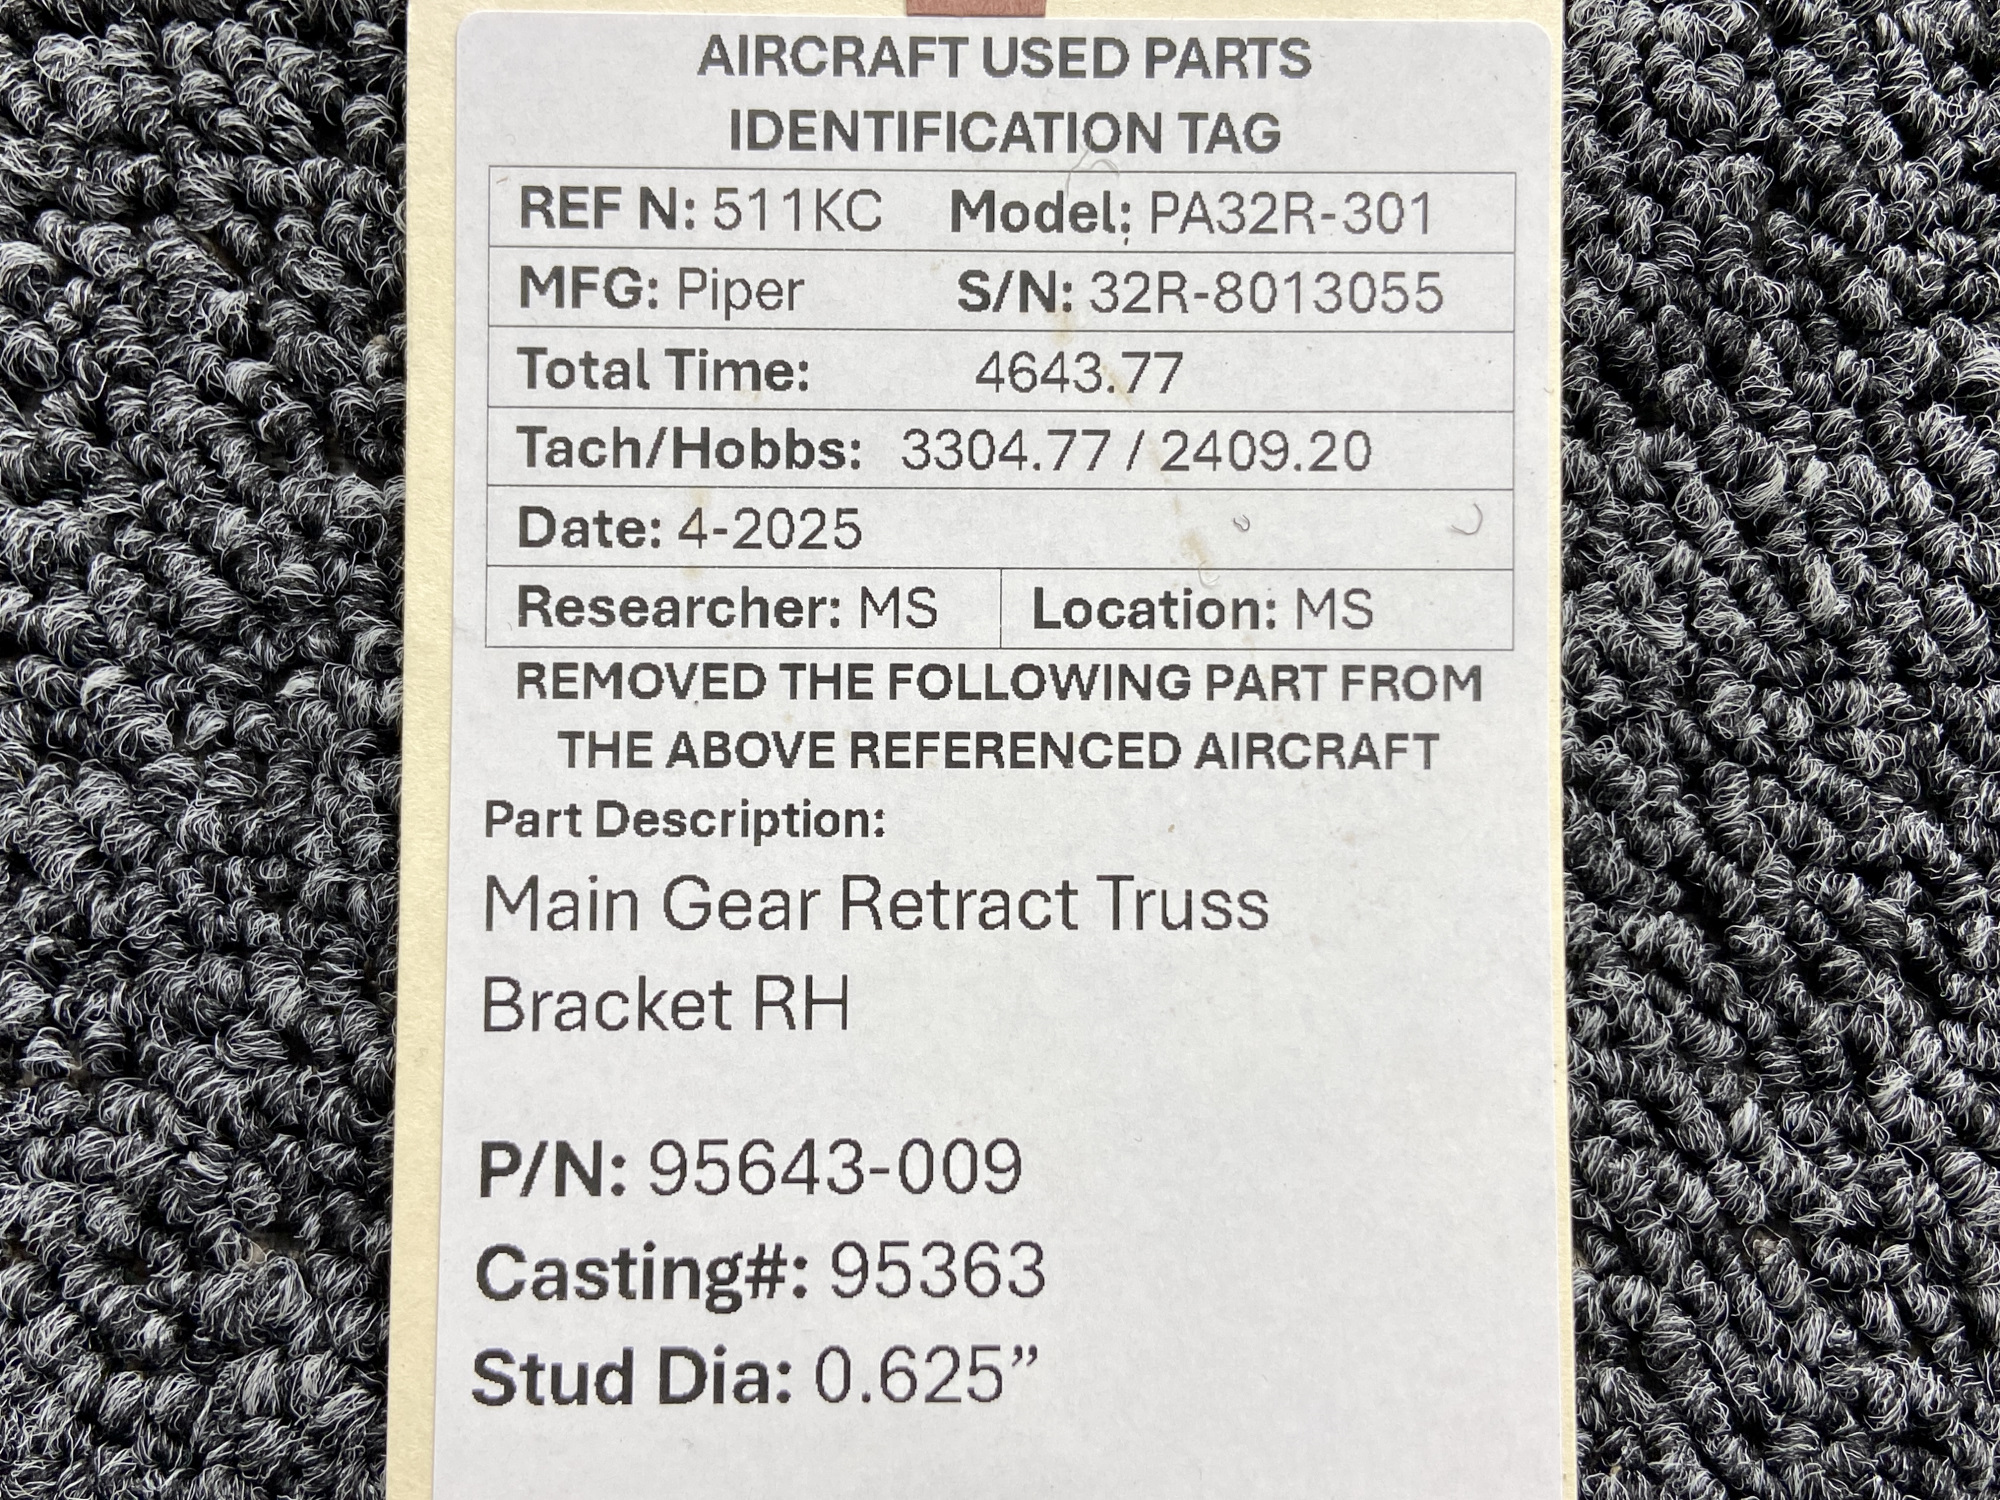 AIRCRAFT USED PARTS
IDENTIFICATION TAG
REF N: 511KC Model: PA32R-301
MFG: Piper S/N: 32R-8013055
Total Time: 4643.77
Tach/Hobbs: 3304.77 / 2409.20
Date: 4-2025
Researcher: MS Location: MS
REMOVED THE FOLLOWING PART FROM
THE ABOVE REFERENCED AIRCRAFT
Part Description:
Main Gear Retract Truss
Bracket RH
P/N: 95643-009
Casting#: 95363
Stud Dia: 0.625”